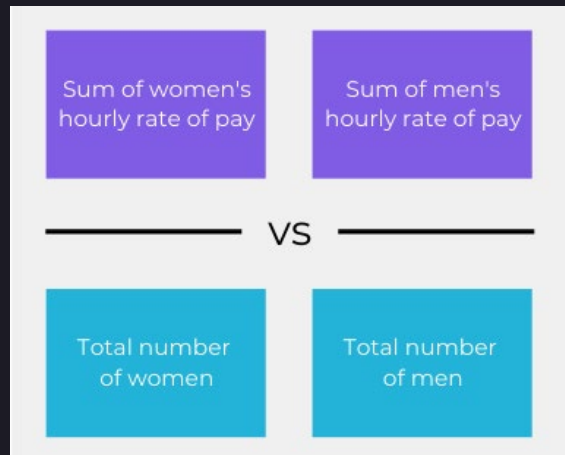 Sum of women's
hourly rate of pay
Sum of men's
hourly rate of pay
VS
Total number
of women
Total number
of men